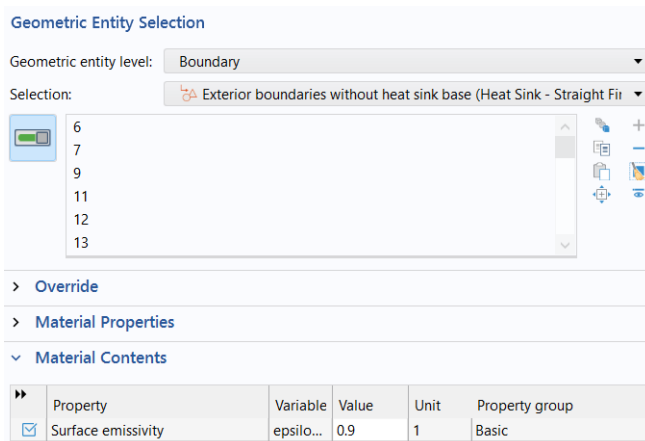 Geometric Entity Selection
Geometric entity level: Boundary
Selection: Exterior boundaries without heat sink base (Heat Sink - Straight Fir
6
7
9
11
12
13
Override
Material Properties
Material Contents
Property Variable Value Unit Property group
Surface emissivity epsilo... 0.9 1 Basic